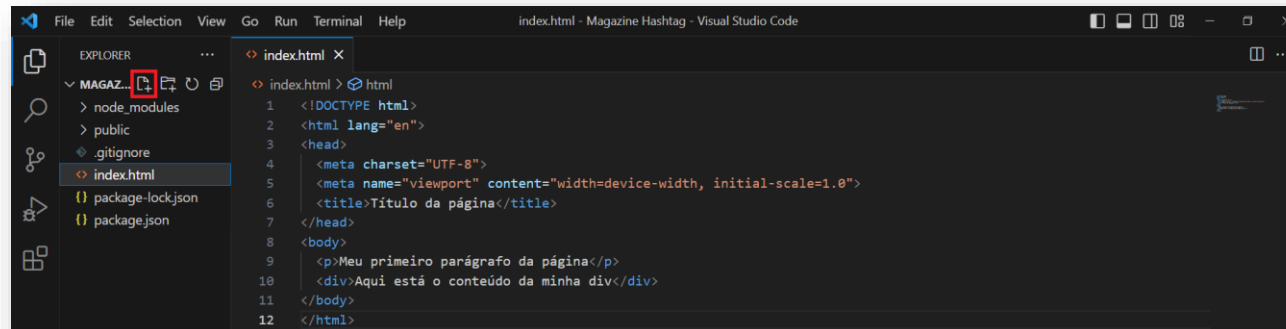 File Edit Selection View Go Run Terminal Help index.html - Magazine Hashtag - Visual Studio Code
EXPLORER ...
MAGAZ...
> node_modules
> public
.gitignore
<> index.html
{} package-lock.json
{} package.json
<> index.html ×
<> index.html > html
1 <!DOCTYPE html>
2 <html lang="en">
3 <head>
4 <meta charset="UTF-8">
5 <meta name="viewport" content="width=device-width, initial-scale=1.0">
6 <title>Título da página</title>
7 </head>
8 <body>
9 <p>Meu primeiro parágrafo da página</p>
10 <div>Aqui está o conteúdo da minha div</div>
11 </body>
12 </html>